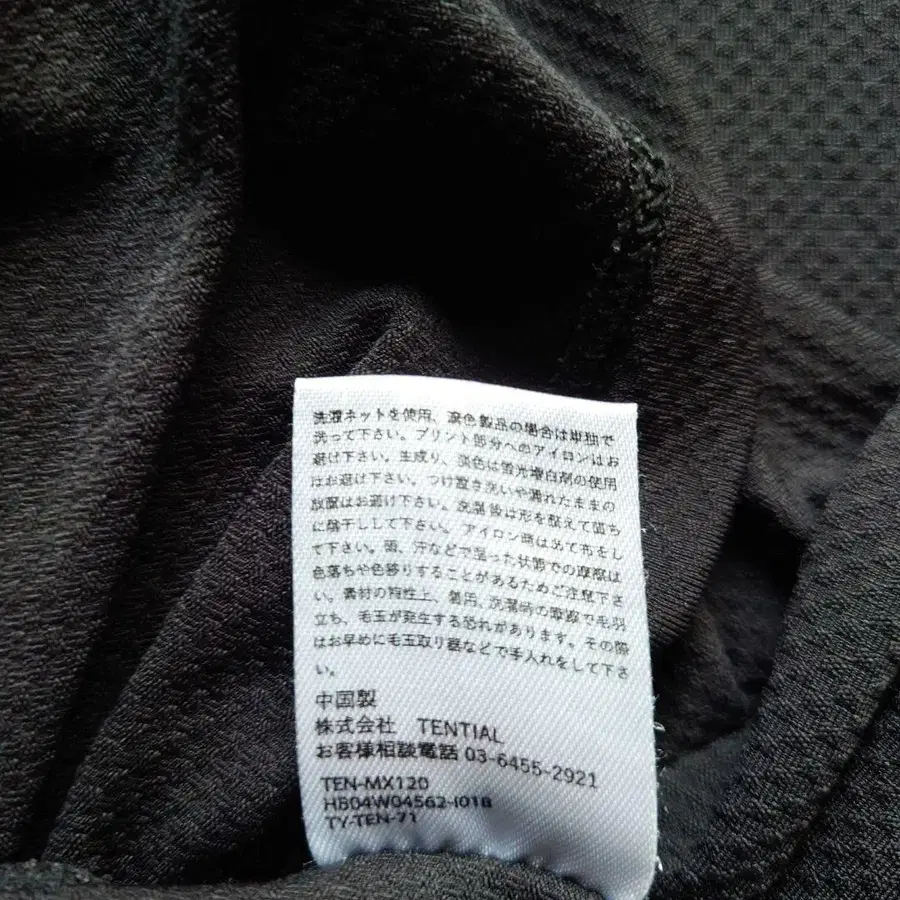 洗濯ネットを使用、濃色製品の場合は単独で
洗って下さい。プリント部分へのアイロンはお
避け下さい。生成り、淡色は蛍光増白剤の使用
はお避け下さい。つけ置き洗いや濡れたままの
放置はお避け下さい。洗濯後は形を整えて直ち
に陰干しして下さい。アイロン時はあて布をし
て下さい。雨、汗などで湿った状態での摩擦は
色落ちや色移りすることがあるためご注意下さ
い。素材の特性上、着用、洗濯時の摩擦で毛羽
立ち、毛玉が発生する恐れがあります。その際
はお早めに毛玉取り器などで手入れをして下さ
い。
中国製
株式会社 TENTIAL
お客様相談電話 03-6455-2921
TEN-MX120
HB04W04562-I01B
TY-TEN-71